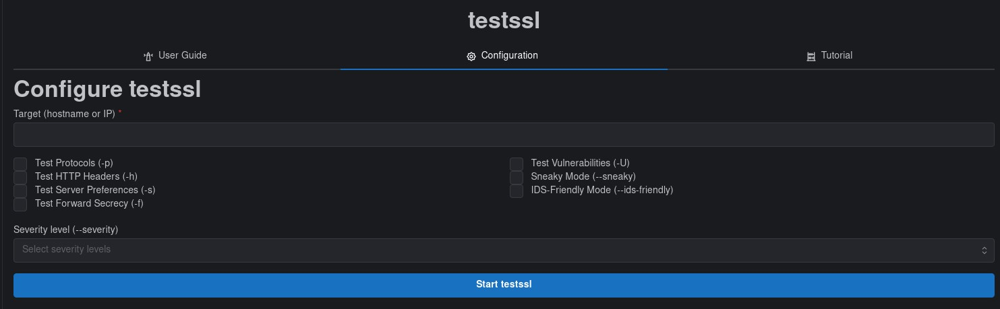 testssl
User Guide
Configuration
Tutorial
Configure testssl
Target (hostname or IP) *
Test Protocols (-p)
Test HTTP Headers (-h)
Test Server Preferences (-s)
Test Forward Secrecy (-f)
Test Vulnerabilities (-U)
Sneaky Mode (--sneaky)
IDS-Friendly Mode (--ids-friendly)
Severity level (--severity)
Select severity levels
Start testssl